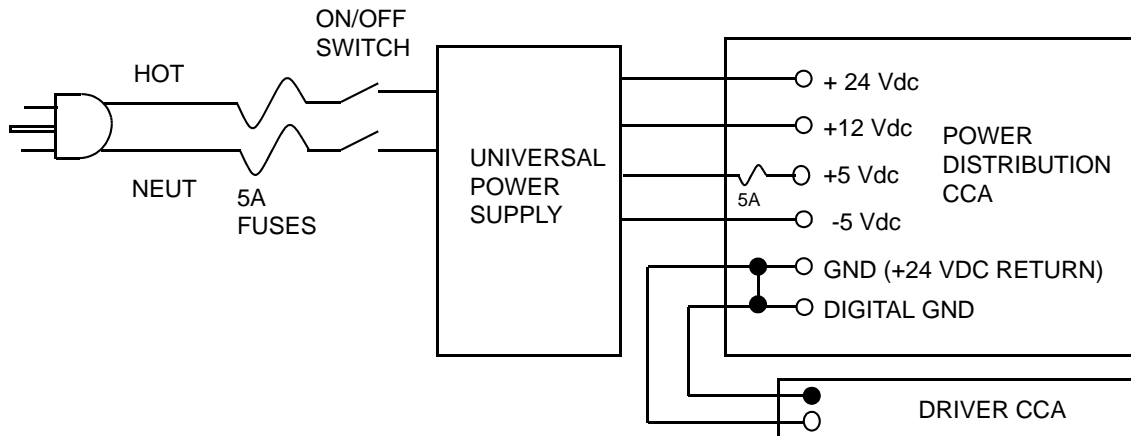 ON/OFF
SWITCH
HOT
NEUT
5A
FUSES
UNIVERSAL
POWER
SUPPLY
+ 24 Vdc
+12 Vdc
+5 Vdc
5A
-5 Vdc
GND (+24 VDC RETURN)
DIGITAL GND
POWER
DISTRIBUTION
CCA
DRIVER CCA